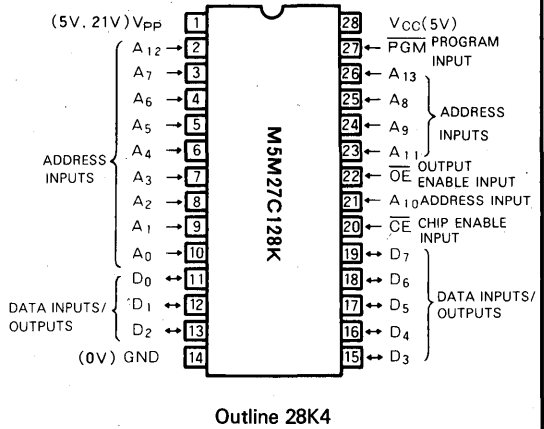 (5V, 21V) VPP 1
A12 → 2
A7 → 3
A6 → 4
A5 → 5
A4 → 6
A3 → 7
A2 → 8
A1 → 9
A0 → 10
D0 ↔ 11
D1 ↔ 12
D2 ↔ 13
(0V) GND 14
ADDRESS
INPUTS
DATA INPUTS/
OUTPUTS
M5M27C128K
28 VCC(5V)
27 ← PGM PROGRAM
INPUT
26 ← A13
25 ← A8
24 ← A9
23 ← A11
ADDRESS
INPUTS
22 ← OE OUTPUT
ENABLE INPUT
21 ← A10 ADDRESS INPUT
20 ← CE CHIP ENABLE
INPUT
19 ↔ D7
18 ↔ D6
17 ↔ D5
16 ↔ D4
15 ↔ D3
DATA INPUTS/
OUTPUTS
Outline 28K4